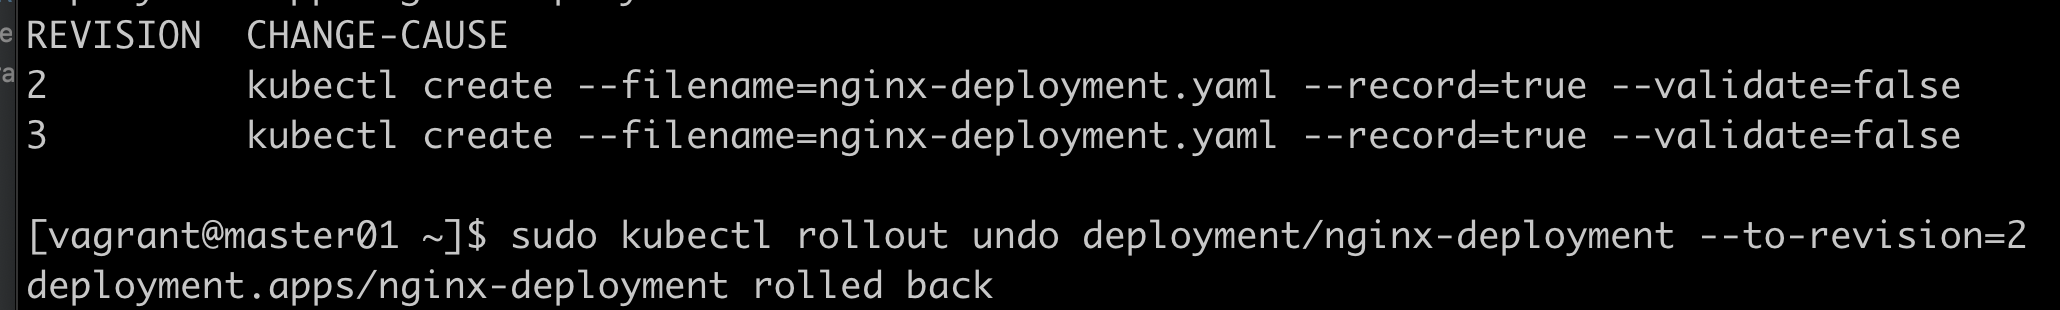 REVISION  CHANGE-CAUSE
2         kubectl create --filename=nginx-deployment.yaml --record=true --validate=false
3         kubectl create --filename=nginx-deployment.yaml --record=true --validate=false
[vagrant@master01 ~]$ sudo kubectl rollout undo deployment/nginx-deployment --to-revision=2
deployment.apps/nginx-deployment rolled back